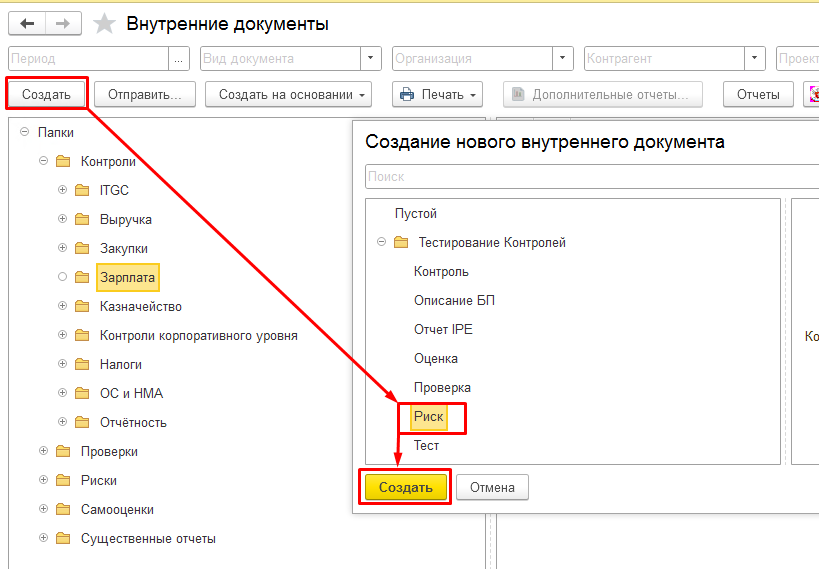 Внутренние документы
Период ... Вид документа Организация Контрагент Проект
Создать Отправить... Создать на основании Печать Дополнительные отчеты... Отчеты
Папки
Контроли
ITGC
Выручка
Закупки
Зарплата
Казначейство
Контроли корпоративного уровня
Налоги
ОС и НМА
Отчётность
Проверки
Риски
Самооценки
Существенные отчеты
Создание нового внутреннего документа
Поиск
Пустой
Тестирование Контролей
Контроль
Описание БП
Отчет IPE
Оценка
Проверка
Риск
Тест
Ко
Создать Отмена